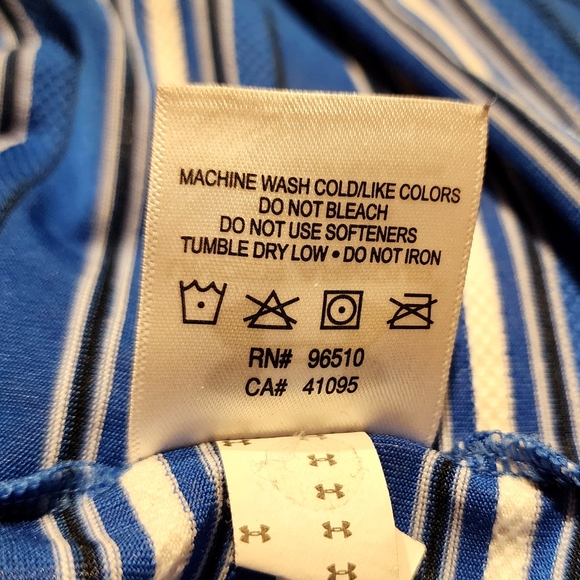 MACHINE WASH COLD/LIKE COLORS
DO NOT BLEACH
DO NOT USE SOFTENERS
TUMBLE DRY LOW • DO NOT IRON
RN# 96510
CA# 41095